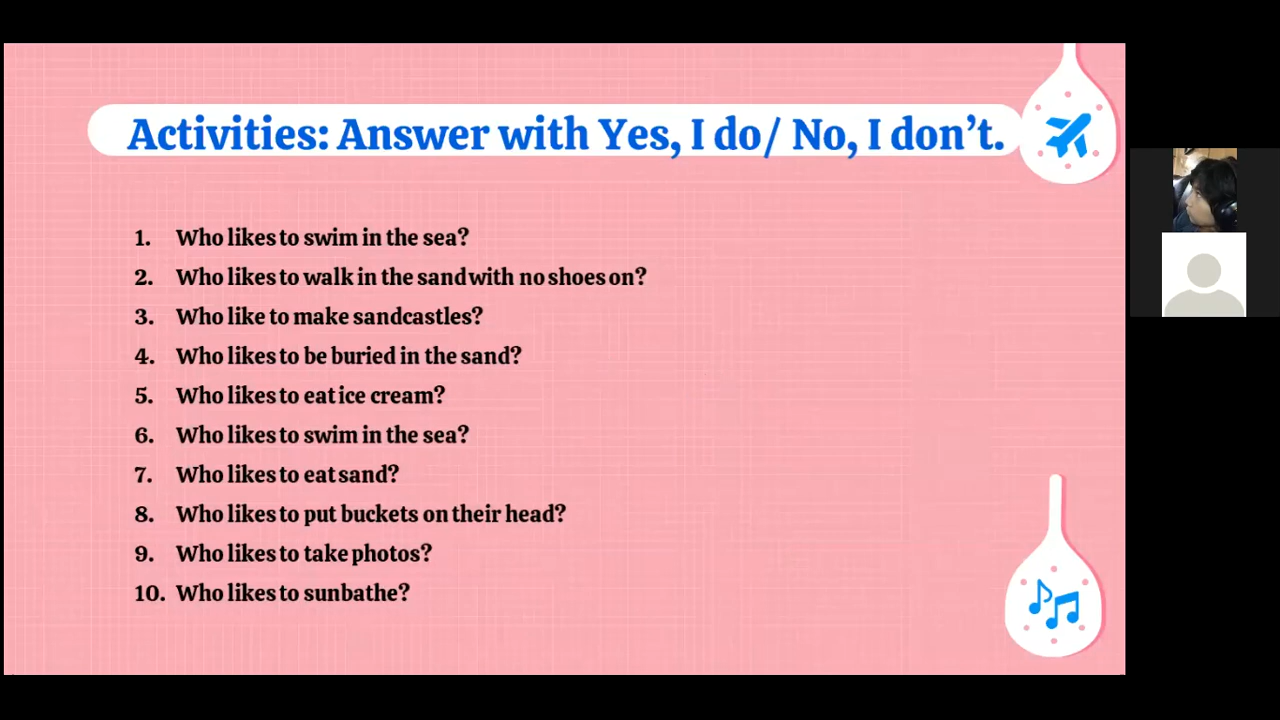 Activities: Answer with Yes, I do/ No, I don’t.
1. Who likes to swim in the sea?
2. Who likes to walk in the sand with no shoes on?
3. Who like to make sandcastles?
4. Who likes to be buried in the sand?
5. Who likes to eat ice cream?
6. Who likes to swim in the sea?
7. Who likes to eat sand?
8. Who likes to put buckets on their head?
9. Who likes to take photos?
10. Who likes to sunbathe?